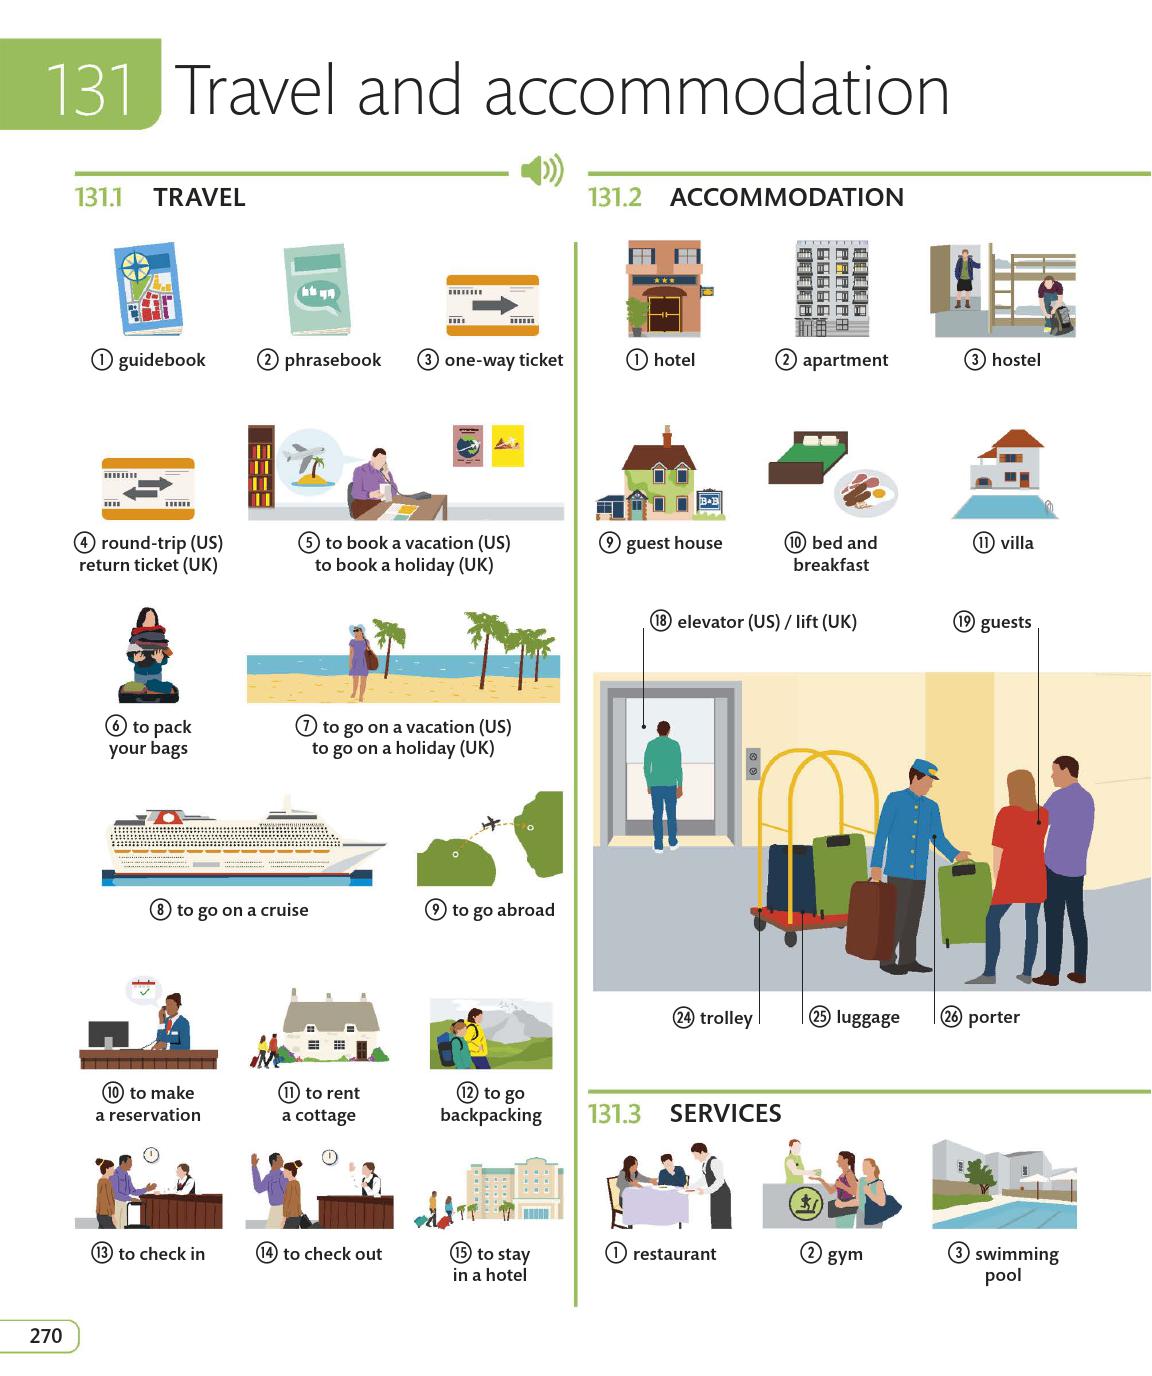 131 Travel and accommodation
131.1 TRAVEL
① guidebook
② phrasebook
③ one-way ticket
④ round-trip (US)
return ticket (UK)
⑤ to book a vacation (US)
to book a holiday (UK)
⑥ to pack
your bags
⑦ to go on a vacation (US)
to go on a holiday (UK)
⑧ to go on a cruise
⑨ to go abroad
⑩ to make
a reservation
⑪ to rent
a cottage
⑫ to go
backpacking
⑬ to check in
⑭ to check out
⑮ to stay
in a hotel
131.2 ACCOMMODATION
① hotel
② apartment
③ hostel
B&B
⑨ guest house
⑩ bed and
breakfast
⑪ villa
⑱ elevator (US) / lift (UK)
⑲ guests
㉔ trolley
㉕ luggage
㉖ porter
131.3 SERVICES
① restaurant
② gym
③ swimming
pool
270